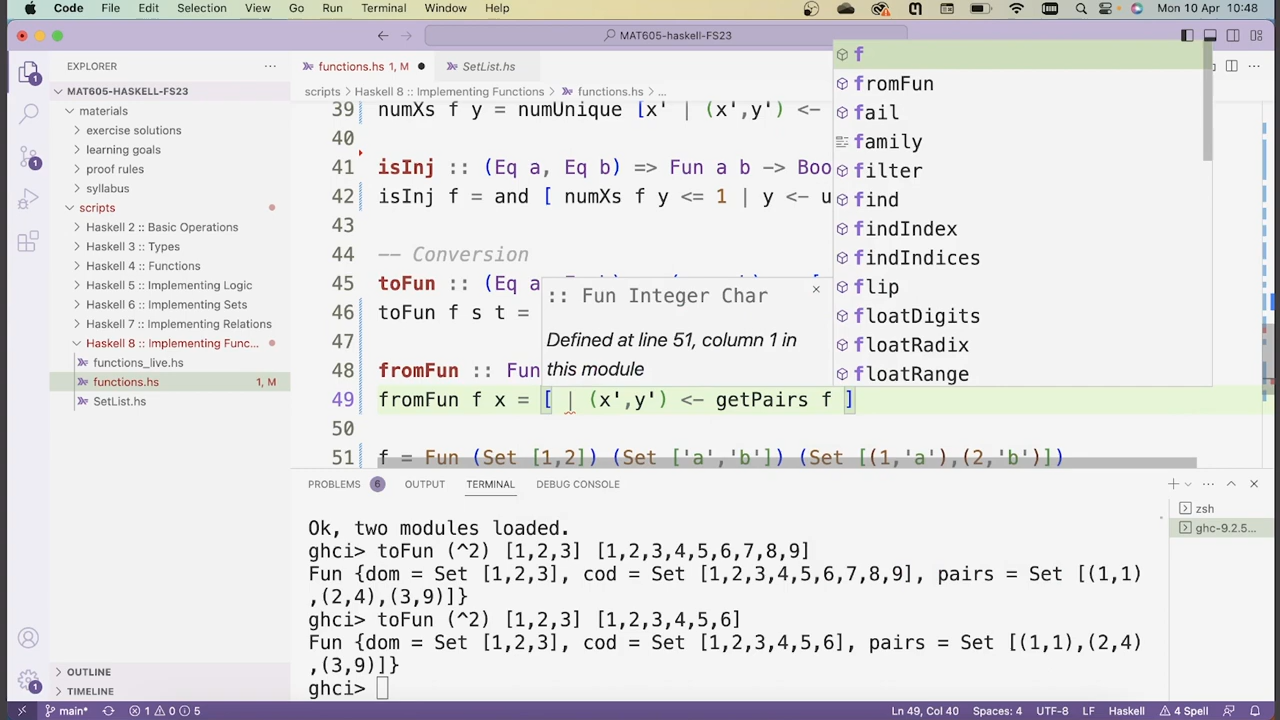 Code File Edit Selection View Go Run Terminal Window Help Mon 10 Apr 10:48
MAT605-haskell-FS23
EXPLORER
functions.hs 1, M
SetList.hs
scripts > Haskell 8 :: Implementing Functions > functions.hs > ...
MAT605-HASKELL-FS23
materials
exercise solutions
learning goals
proof rules
syllabus
scripts
Haskell 2 :: Basic Operations
Haskell 3 :: Types
Haskell 4 :: Functions
Haskell 5 :: Implementing Logic
Haskell 6 :: Implementing Sets
Haskell 7 :: Implementing Relations
Haskell 8 :: Implementing Func...
functions_live.hs
functions.hs 1, M
SetList.hs
OUTLINE
TIMELINE
39 numXs f y = numUnique [x' | (x',y') <-
40
41 isInj :: (Eq a, Eq b) => Fun a b -> Boo
42 isInj f = and [ numXs f y <= 1 | y <- u
43
44 -- Conversion
45 toFun :: (Eq a
46 toFun f s t =
47
48 fromFun :: Fun
49 fromFun f x = [ | (x',y') <- getPairs f ]
50
51 f = Fun (Set [1,2]) (Set ['a','b']) (Set [(1,'a'),(2,'b')])
:: Fun Integer Char
Defined at line 51, column 1 in
this module
f
fromFun
fail
family
filter
find
findIndex
findIndices
flip
floatDigits
floatRadix
floatRange
PROBLEMS 6 OUTPUT TERMINAL DEBUG CONSOLE
zsh
ghc-9.2.5...
Ok, two modules loaded.
ghci> toFun (^2) [1,2,3] [1,2,3,4,5,6,7,8,9]
Fun {dom = Set [1,2,3], cod = Set [1,2,3,4,5,6,7,8,9], pairs = Set [(1,1)
,(2,4),(3,9)]}
ghci> toFun (^2) [1,2,3] [1,2,3,4,5,6]
Fun {dom = Set [1,2,3], cod = Set [1,2,3,4,5,6], pairs = Set [(1,1),(2,4)
,(3,9)]}
ghci>
main* 1 0 5 Ln 49, Col 40 Spaces: 4 UTF-8 LF Haskell 4 Spell